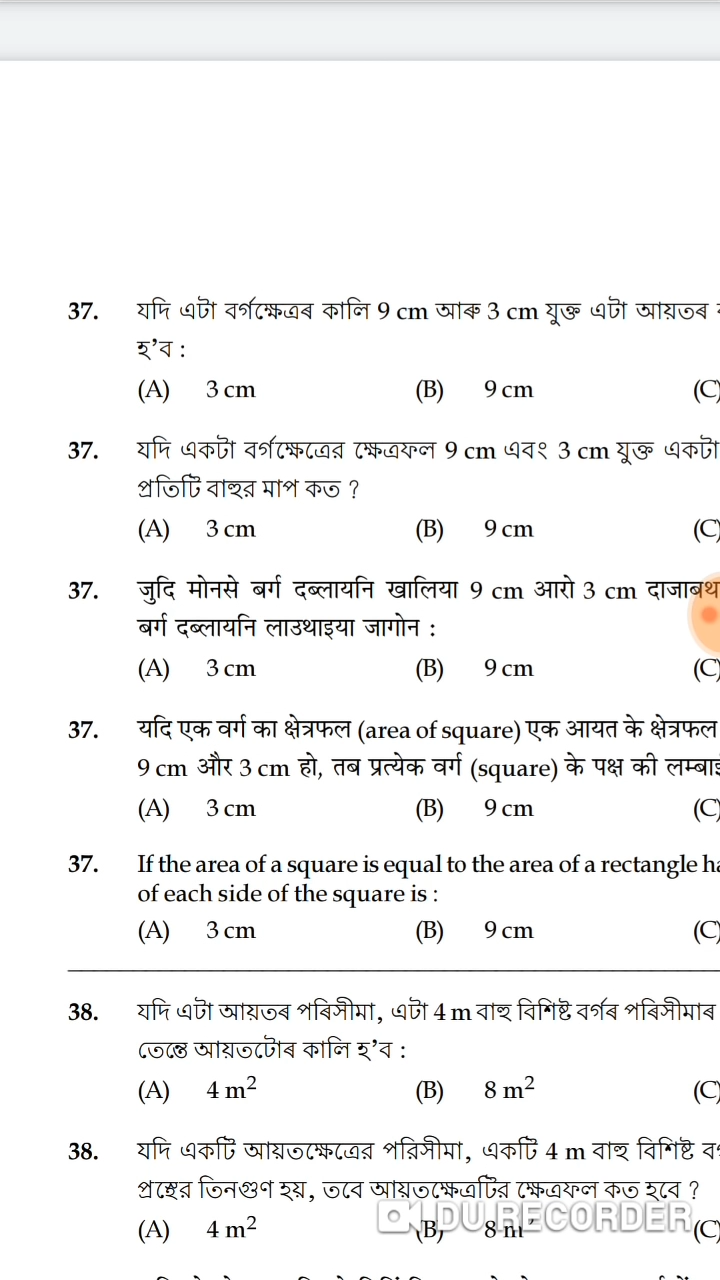 37. যদি এটা বৰ্গক্ষেত্ৰৰ কালি 9 cm আৰু 3 cm যুক্ত এটা আয়তৰ
হ’ব :
(A) 3 cm (B) 9 cm (C)
37. যদি একটা বর্গক্ষেত্রের ক্ষেত্রফল 9 cm এবং 3 cm যুক্ত একটা
প্রতিটি বাহুর মাপ কত ?
(A) 3 cm (B) 9 cm (C)
37. जुदि मोनसे बर्ग दब्लायनि खालिया 9 cm आरो 3 cm
बर्ग दब्लायनि लाउथाइया जागोन :
(A) 3 cm (B) 9 cm (C)
37. यदि एक वर्ग का क्षेत्रफल (area of square) एक आयत के क्षेत्रफल
9 cm और 3 cm हो, तब प्रत्येक वर्ग (square) के पक्ष की
(A) 3 cm (B) 9 cm (C)
37. If the area of a square is equal to the area of a rectangle
of each side of the square is :
(A) 3 cm (B) 9 cm (C)
38. যদি এটা আয়তৰ পৰিসীমা, এটা 4 m বাহু বিশিষ্ট বৰ্গৰ পৰিসীমাৰ
তেন্তে আয়তটোৰ কালি হ’ব :
(A) 4 m² (B) 8 m² (C)
38. যদি একটি আয়তক্ষেত্রের পরিসীমা, একটি 4 m বাহু বিশিষ্ট
প্রস্থের তিনগুণ হয়, তবে আয়তক্ষেত্রটির ক্ষেত্রফল কত হবে ?
(A) 4 m² (B) 8 m² (C)
DU RECORDER